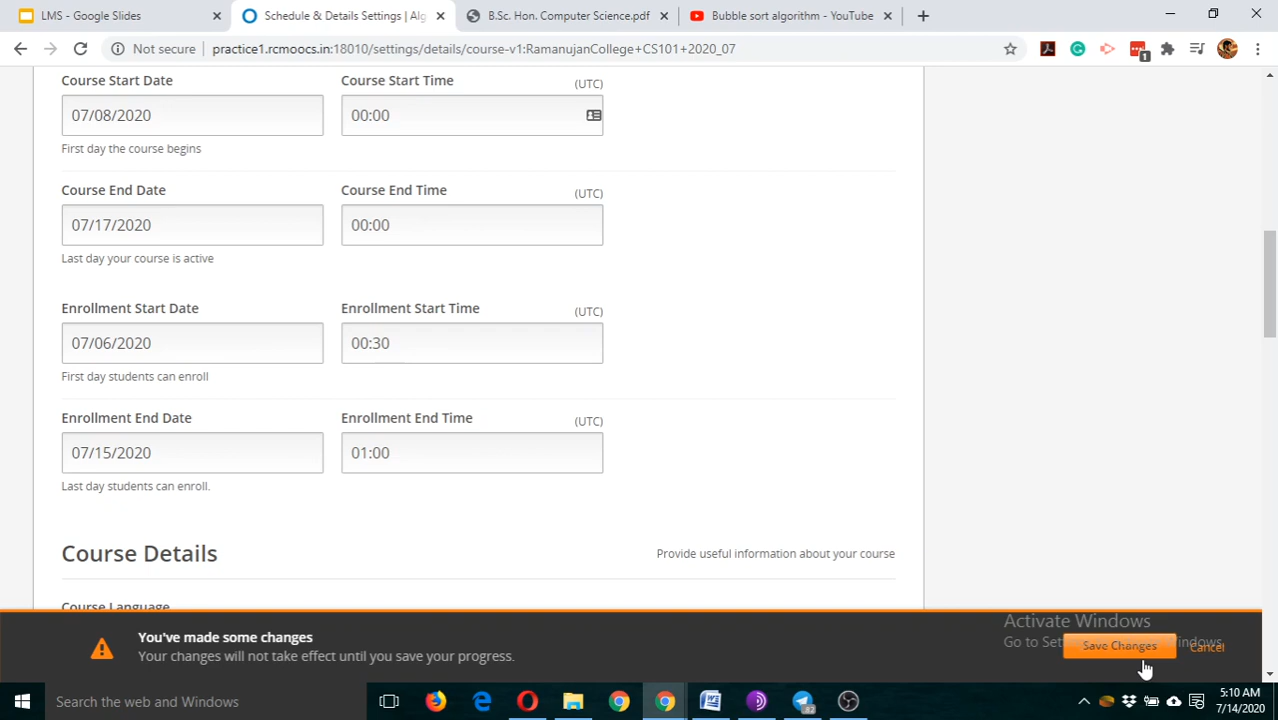 LMS - Google Slides
Schedule & Details Settings | Alg
B.Sc. Hon. Computer Science.pdf
Bubble sort algorithm - YouTube
Not secure
practice1.rcmoocs.in:18010/settings/details/course-v1:RamanujanCollege+CS101+2020_07
1
Course Start Date
Course Start Time
(UTC)
07/08/2020
00:00
First day the course begins
Course End Date
Course End Time
(UTC)
07/17/2020
00:00
Last day your course is active
Enrollment Start Date
Enrollment Start Time
(UTC)
07/06/2020
00:30
First day students can enroll
Enrollment End Date
Enrollment End Time
(UTC)
07/15/2020
01:00
Last day students can enroll.
Course Details
Provide useful information about your course
Course Language
You've made some changes
Your changes will not take effect until you save your progress.
Activate Windows
Go to Set Windows.
Save Changes
Cancel
Search the web and Windows
5:10 AM
7/14/2020